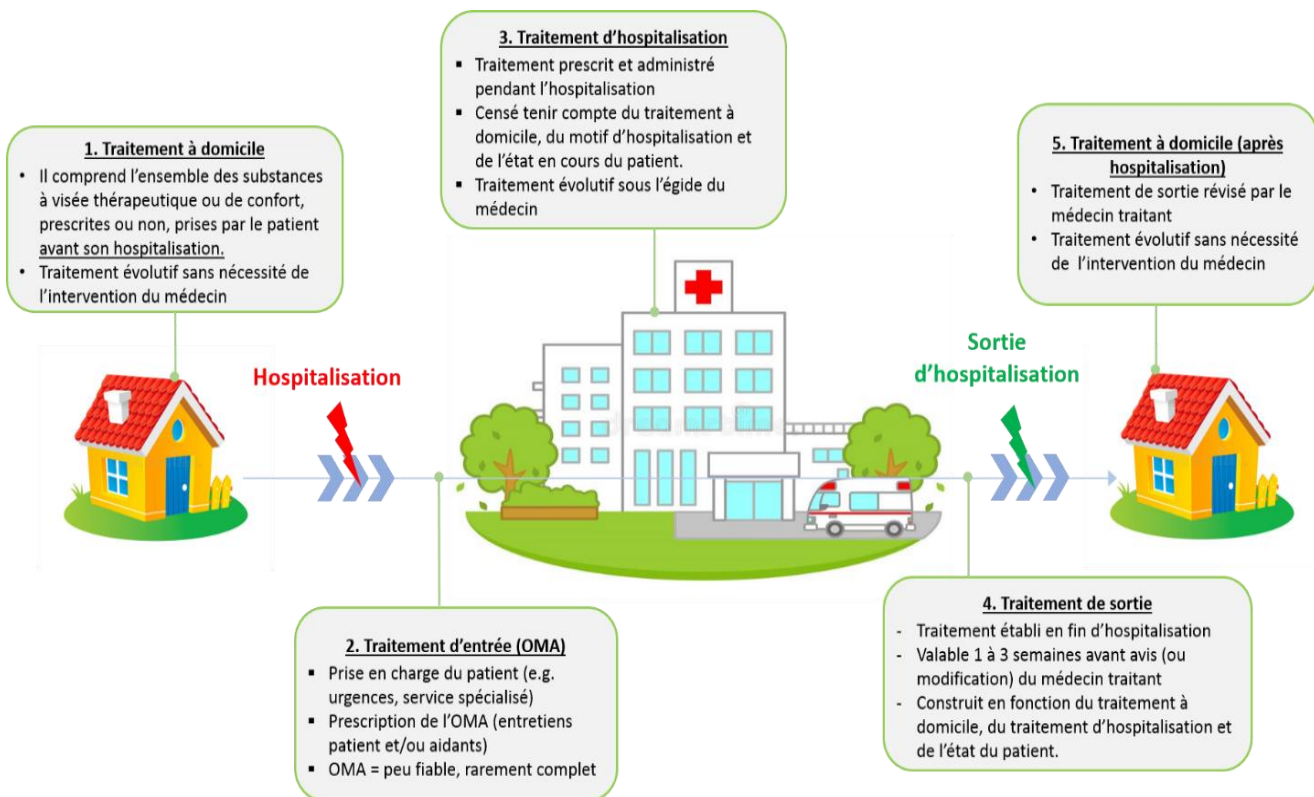 1. Traitement à domicile
• Il comprend l’ensemble des substances
à visée thérapeutique ou de confort,
prescrites ou non, prises par le patient
avant son hospitalisation.
• Traitement évolutif sans nécessité de
l’intervention du médecin
Hospitalisation
2. Traitement d’entrée (OMA)
▪ Prise en charge du patient (e.g.
urgences, service spécialisé)
▪ Prescription de l’OMA (entretiens
patient et/ou aidants)
▪ OMA = peu fiable, rarement complet
3. Traitement d’hospitalisation
▪ Traitement prescrit et administré
pendant l’hospitalisation
▪ Censé tenir compte du traitement à
domicile, du motif d’hospitalisation et
de l’état en cours du patient.
▪ Traitement évolutif sous l’égide du
médecin
Sortie
d’hospitalisation
4. Traitement de sortie
- Traitement établi en fin d’hospitalisation
- Valable 1 à 3 semaines avant avis (ou
modification) du médecin traitant
- Construit en fonction du traitement à
domicile, du traitement d’hospitalisation et
de l’état du patient.
5. Traitement à domicile (après
hospitalisation)
• Traitement de sortie révisé par le
médecin traitant
• Traitement évolutif sans nécessité
de l’intervention du médecin